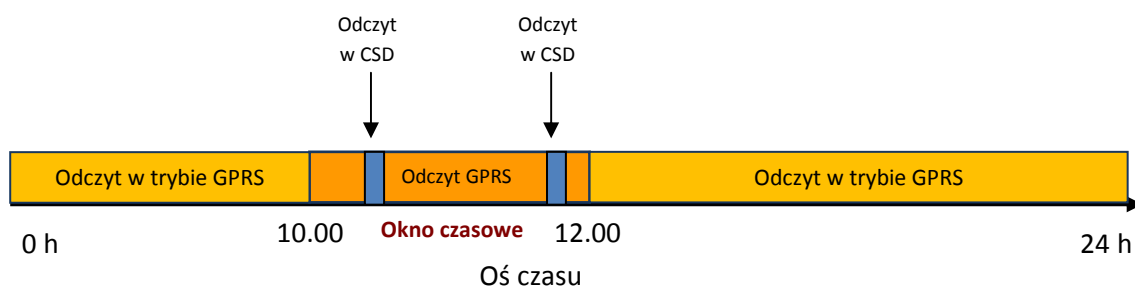 Odczyt
w CSD
Odczyt
w CSD
Odczyt w trybie GPRS
Odczyt GPRS
Odczyt w trybie GPRS
0 h
10.00
Okno czasowe
12.00
24 h
Oś czasu